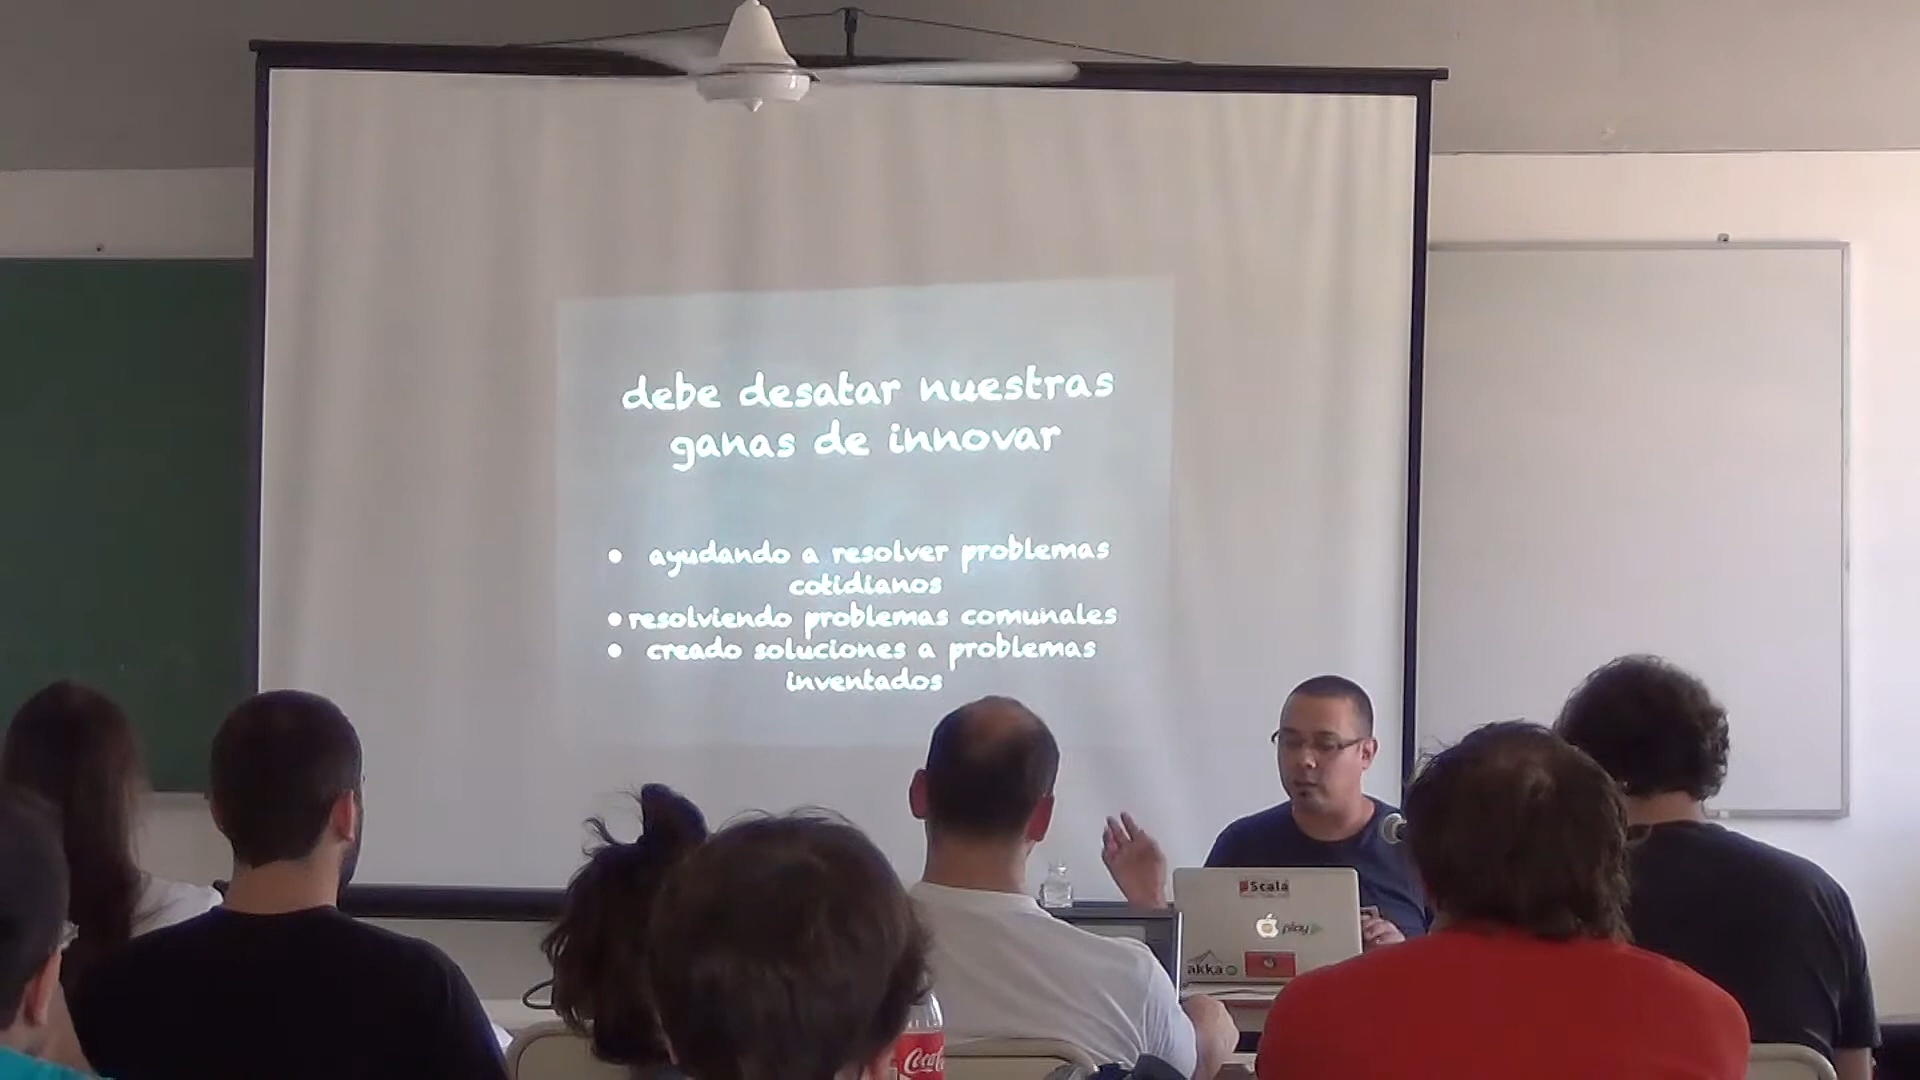 debe desatar nuestras
ganas de innovar
• ayudando a resolver problemas
cotidianos
• resolviendo problemas comunales
• creado soluciones a problemas
inventados
Scala
play
akka
Coca